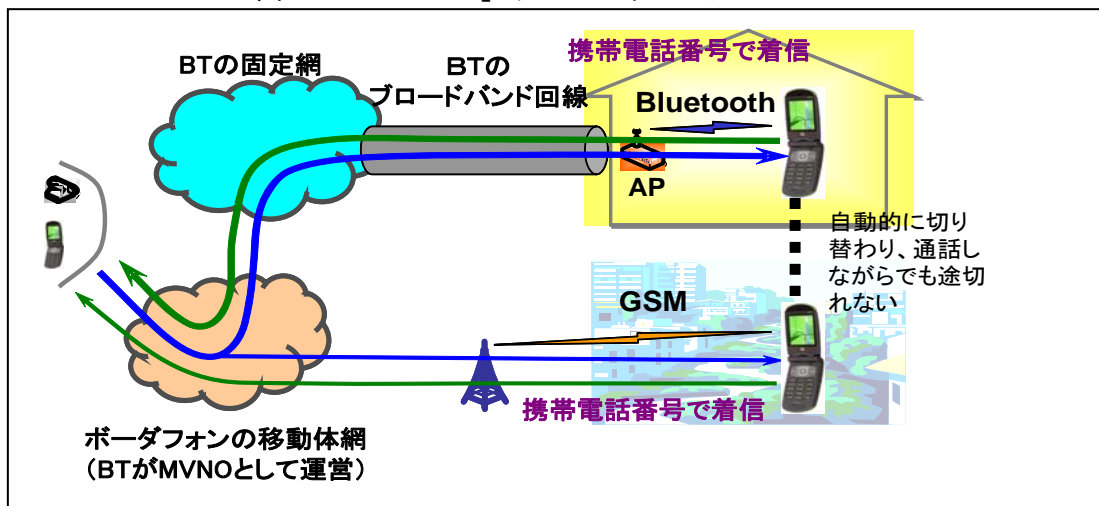 携帯電話番号で着信
BTの固定網
BTの
ブロードバンド回線
Bluetooth
AP
自動的に切り
替わり、通話し
ながらでも途切
れない
GSM
携帯電話番号で着信
ボーダフォンの移動体網
（BTがMVNOとして運営）